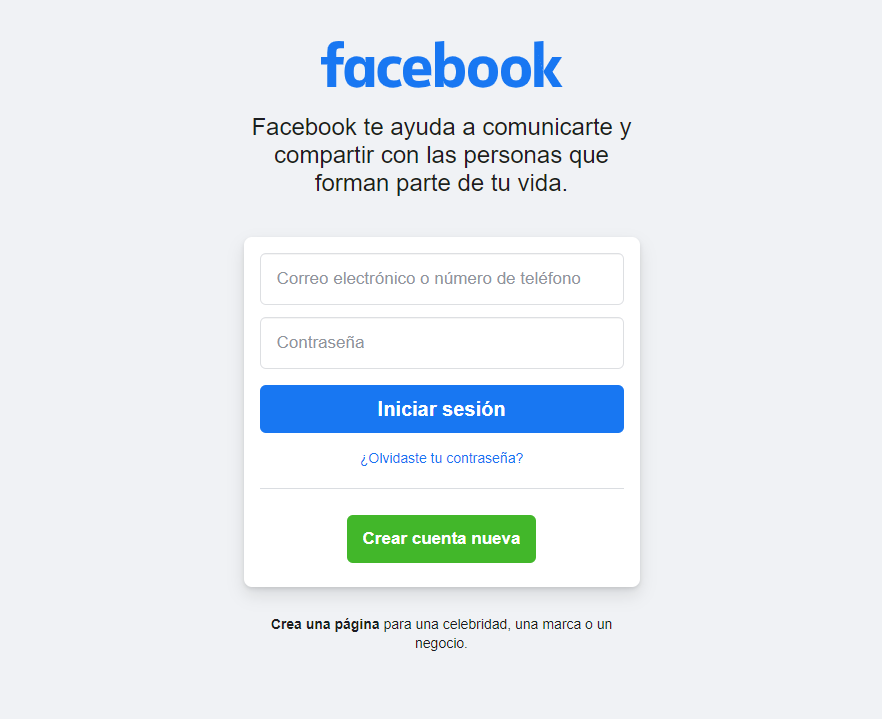 facebook
Facebook te ayuda a comunicarte y
compartir con las personas que
forman parte de tu vida.
Correo electrónico o número de teléfono
Contraseña
Iniciar sesión
¿Olvidaste tu contraseña?
Crear cuenta nueva
Crea una página para una celebridad, una marca o un
negocio.